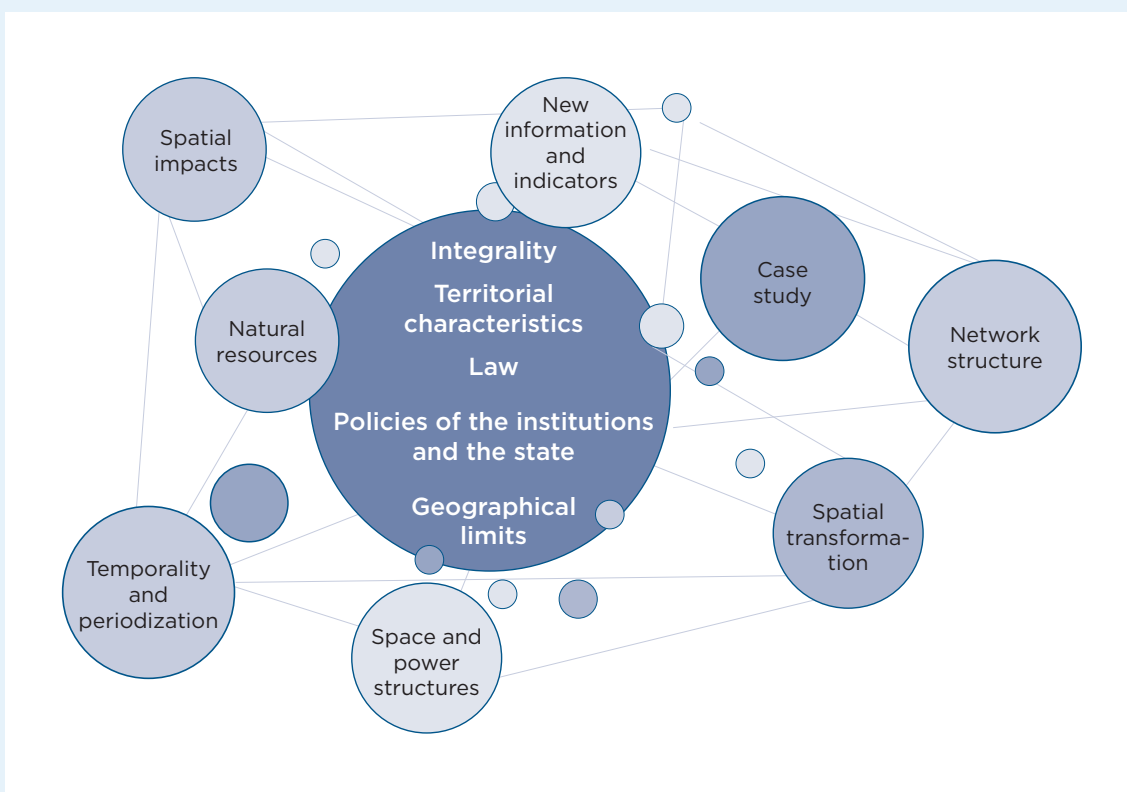 Spatial
impacts
New
information
and
indicators
Integrality
Territorial
characteristics
Law
Policies of the institutions
and the state
Geographical
limits
Case
study
Natural
resources
Network
structure
Spatial
transforma-
tion
Temporality
and
periodization
Space and
power
structures